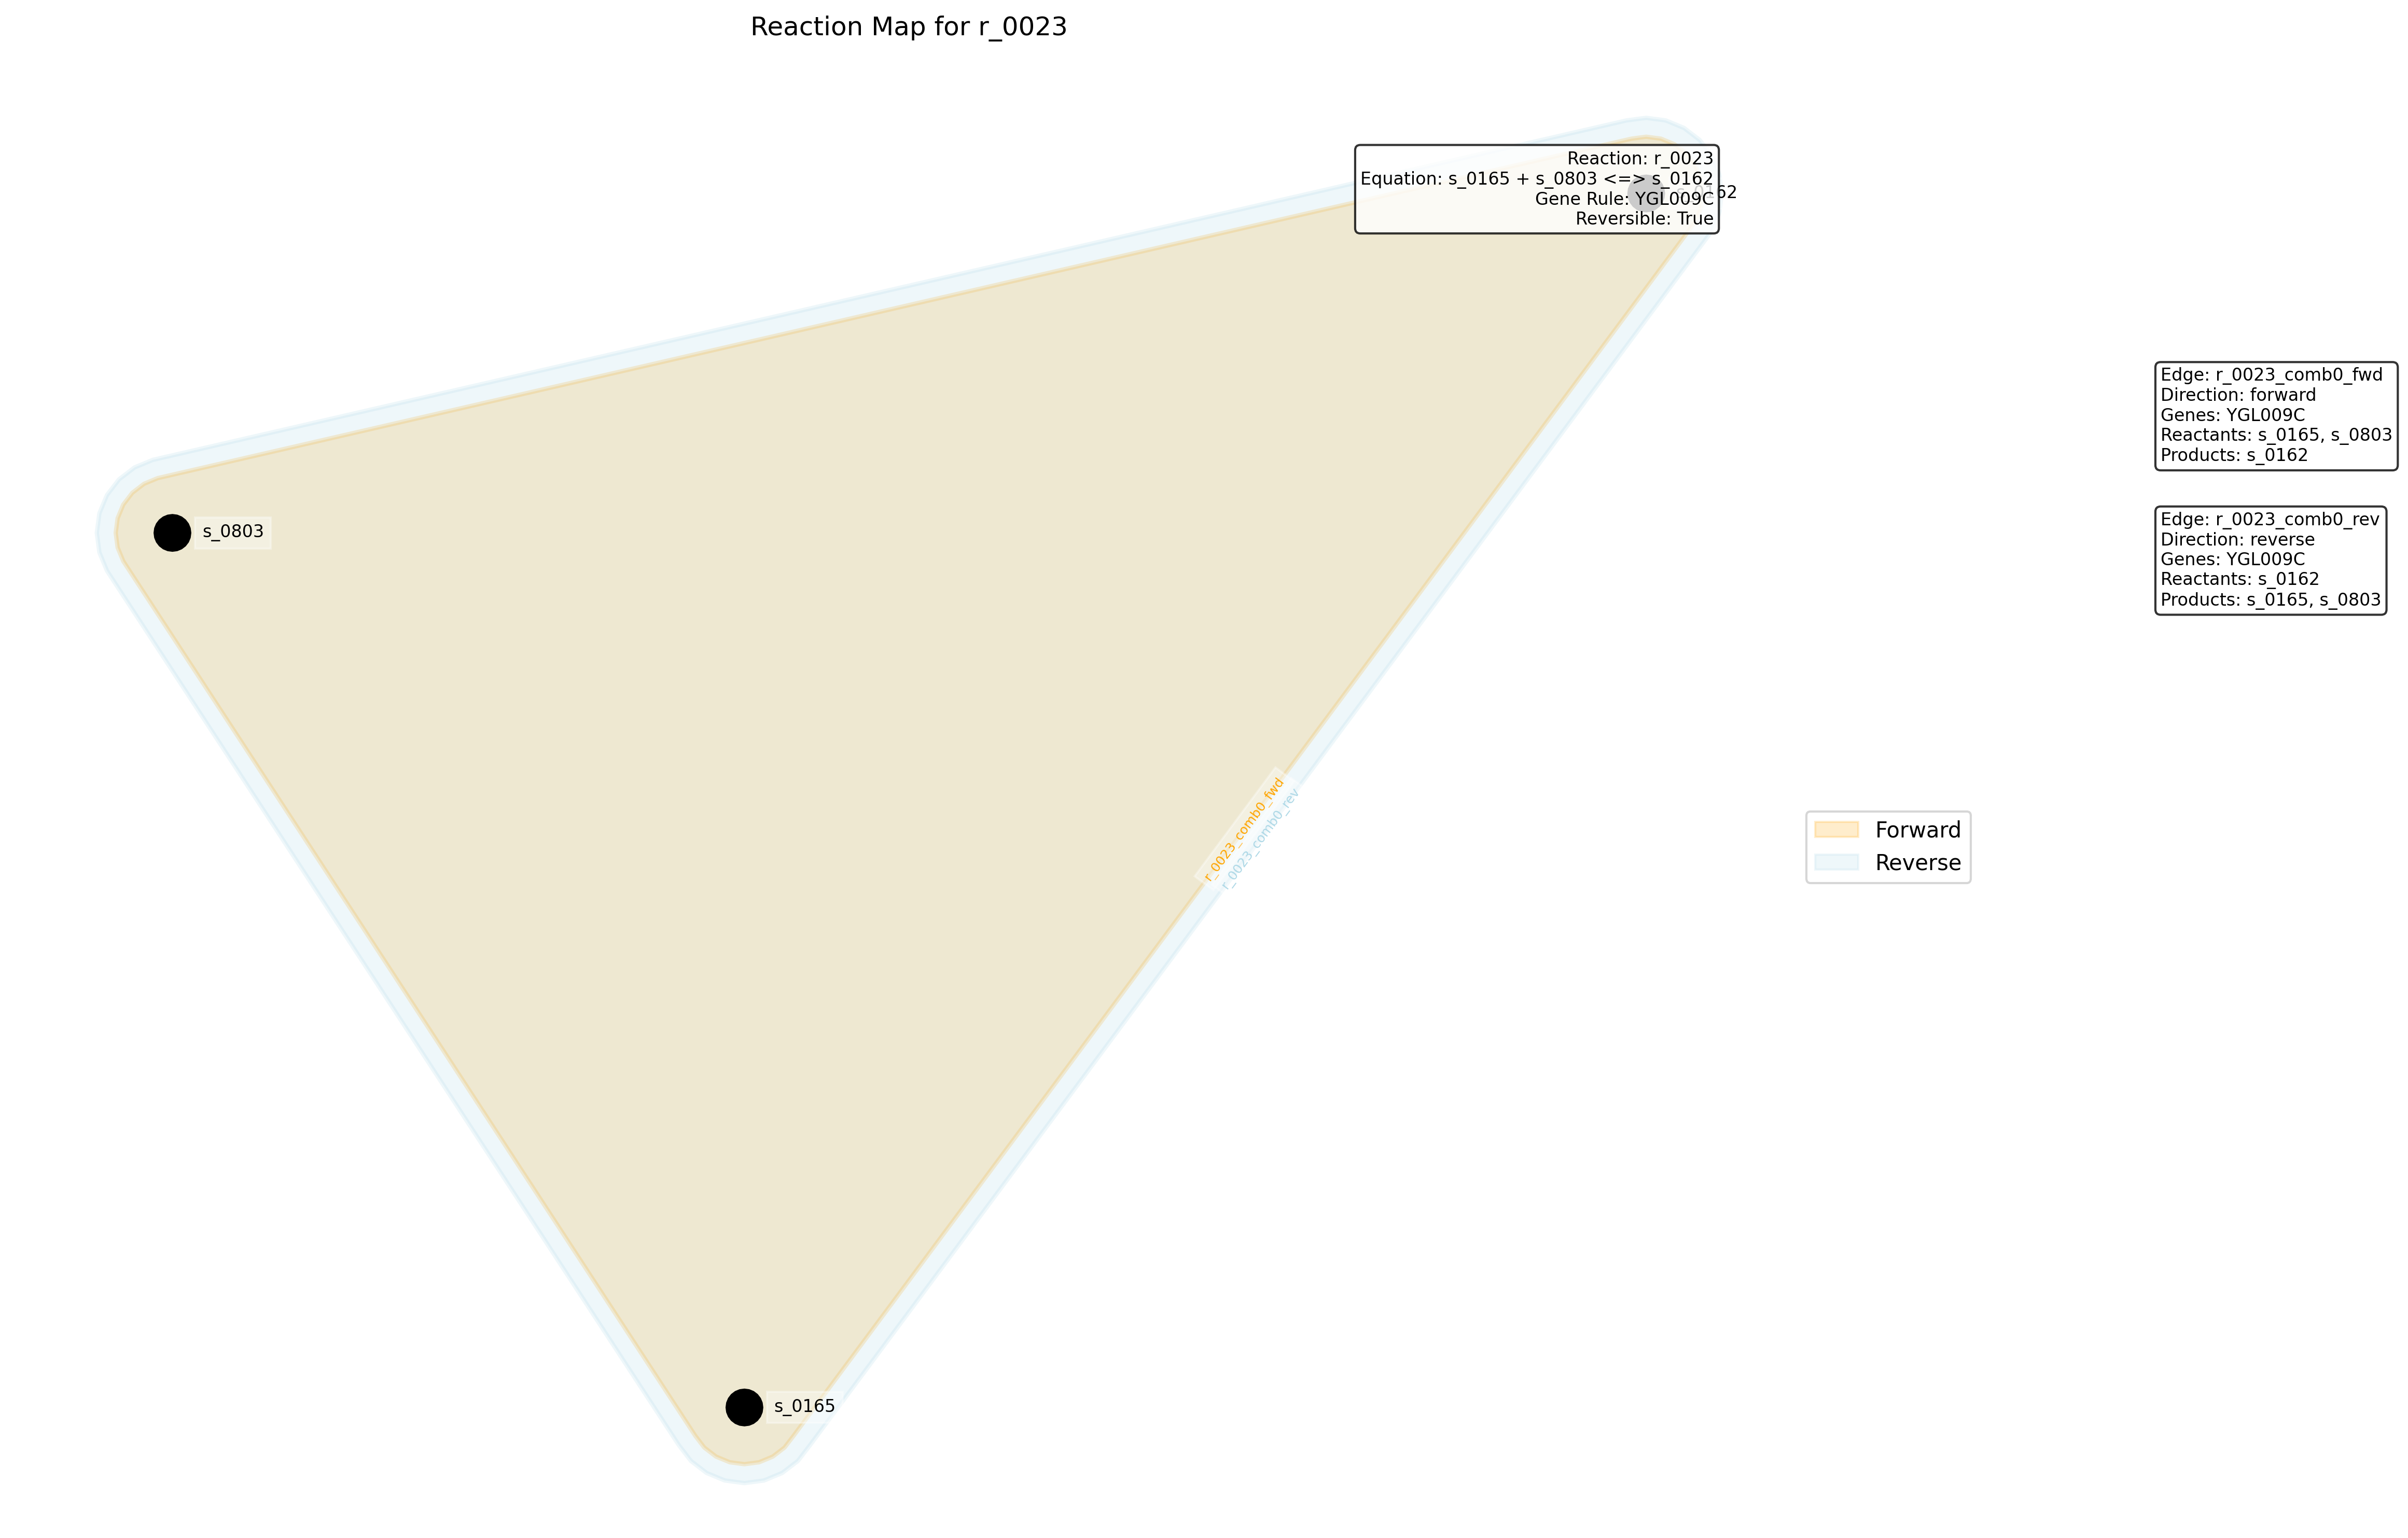 Reaction Map for r_0023
Reaction: r_0023
Equation: s_0165 + s_0803 <=> s_0162
Gene Rule: YGL009C
Reversible: True
s_0162
Edge: r_0023_comb0_fwd
Direction: forward
Genes: YGL009C
Reactants: s_0165, s_0803
Products: s_0162
s_0803
Edge: r_0023_comb0_rev
Direction: reverse
Genes: YGL009C
Reactants: s_0162
Products: s_0165, s_0803
r_0023_comb0_fwd
r_0023_comb0_rev
Forward
Reverse
s_0165